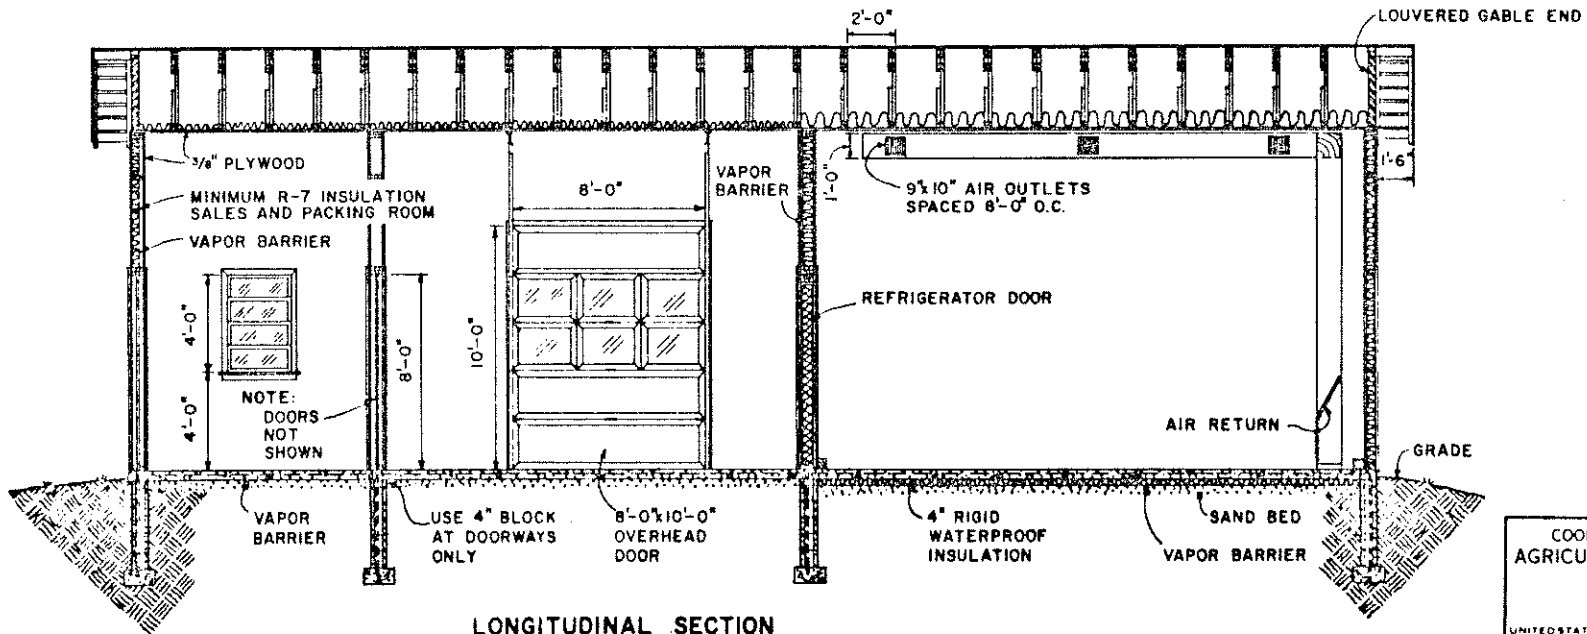 2'-0"
LOUVERED GABLE END
3/8" PLYWOOD
MINIMUM R-7 INSULATION
SALES AND PACKING ROOM
VAPOR BARRIER
8'-0"
VAPOR
BARRIER
1'-0"
9"x10" AIR OUTLETS
SPACED 8'-0" O.C.
1'-6"
4'-0"
4'-0"
NOTE:
DOORS
NOT
SHOWN
8'-0"
10'-0"
REFRIGERATOR DOOR
AIR RETURN
GRADE
VAPOR
BARRIER
USE 4" BLOCK
AT DOORWAYS
ONLY
8'-0"x10'-0"
OVERHEAD
DOOR
4" RIGID
WATERPROOF
INSULATION
SAND BED
VAPOR BARRIER
LONGITUDINAL SECTION
COO
AGRICU
UNITED STAT